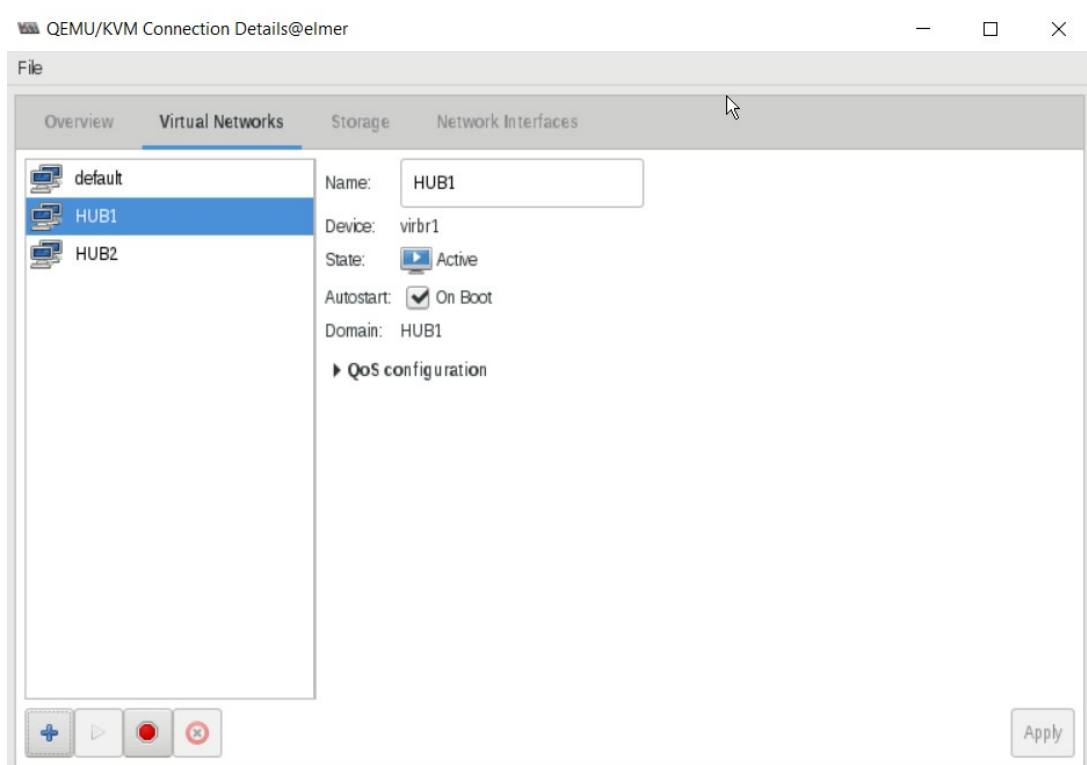 QEMU/KVM Connection Details@elmer
File
Overview Virtual Networks Storage Network Interfaces
default
HUB1
HUB2
Name: HUB1
Device: virbr1
State: Active
Autostart: On Boot
Domain: HUB1
QoS configuration
Apply